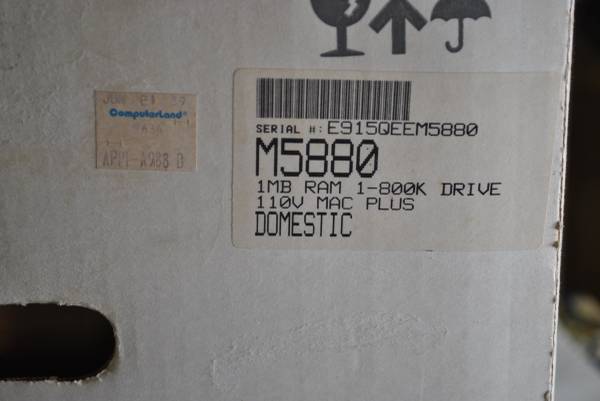 ComputerLand®
SERIAL #: E915QEEM5880
M5880
1MB RAM 1-800K DRIVE
110V MAC PLUS
DOMESTIC